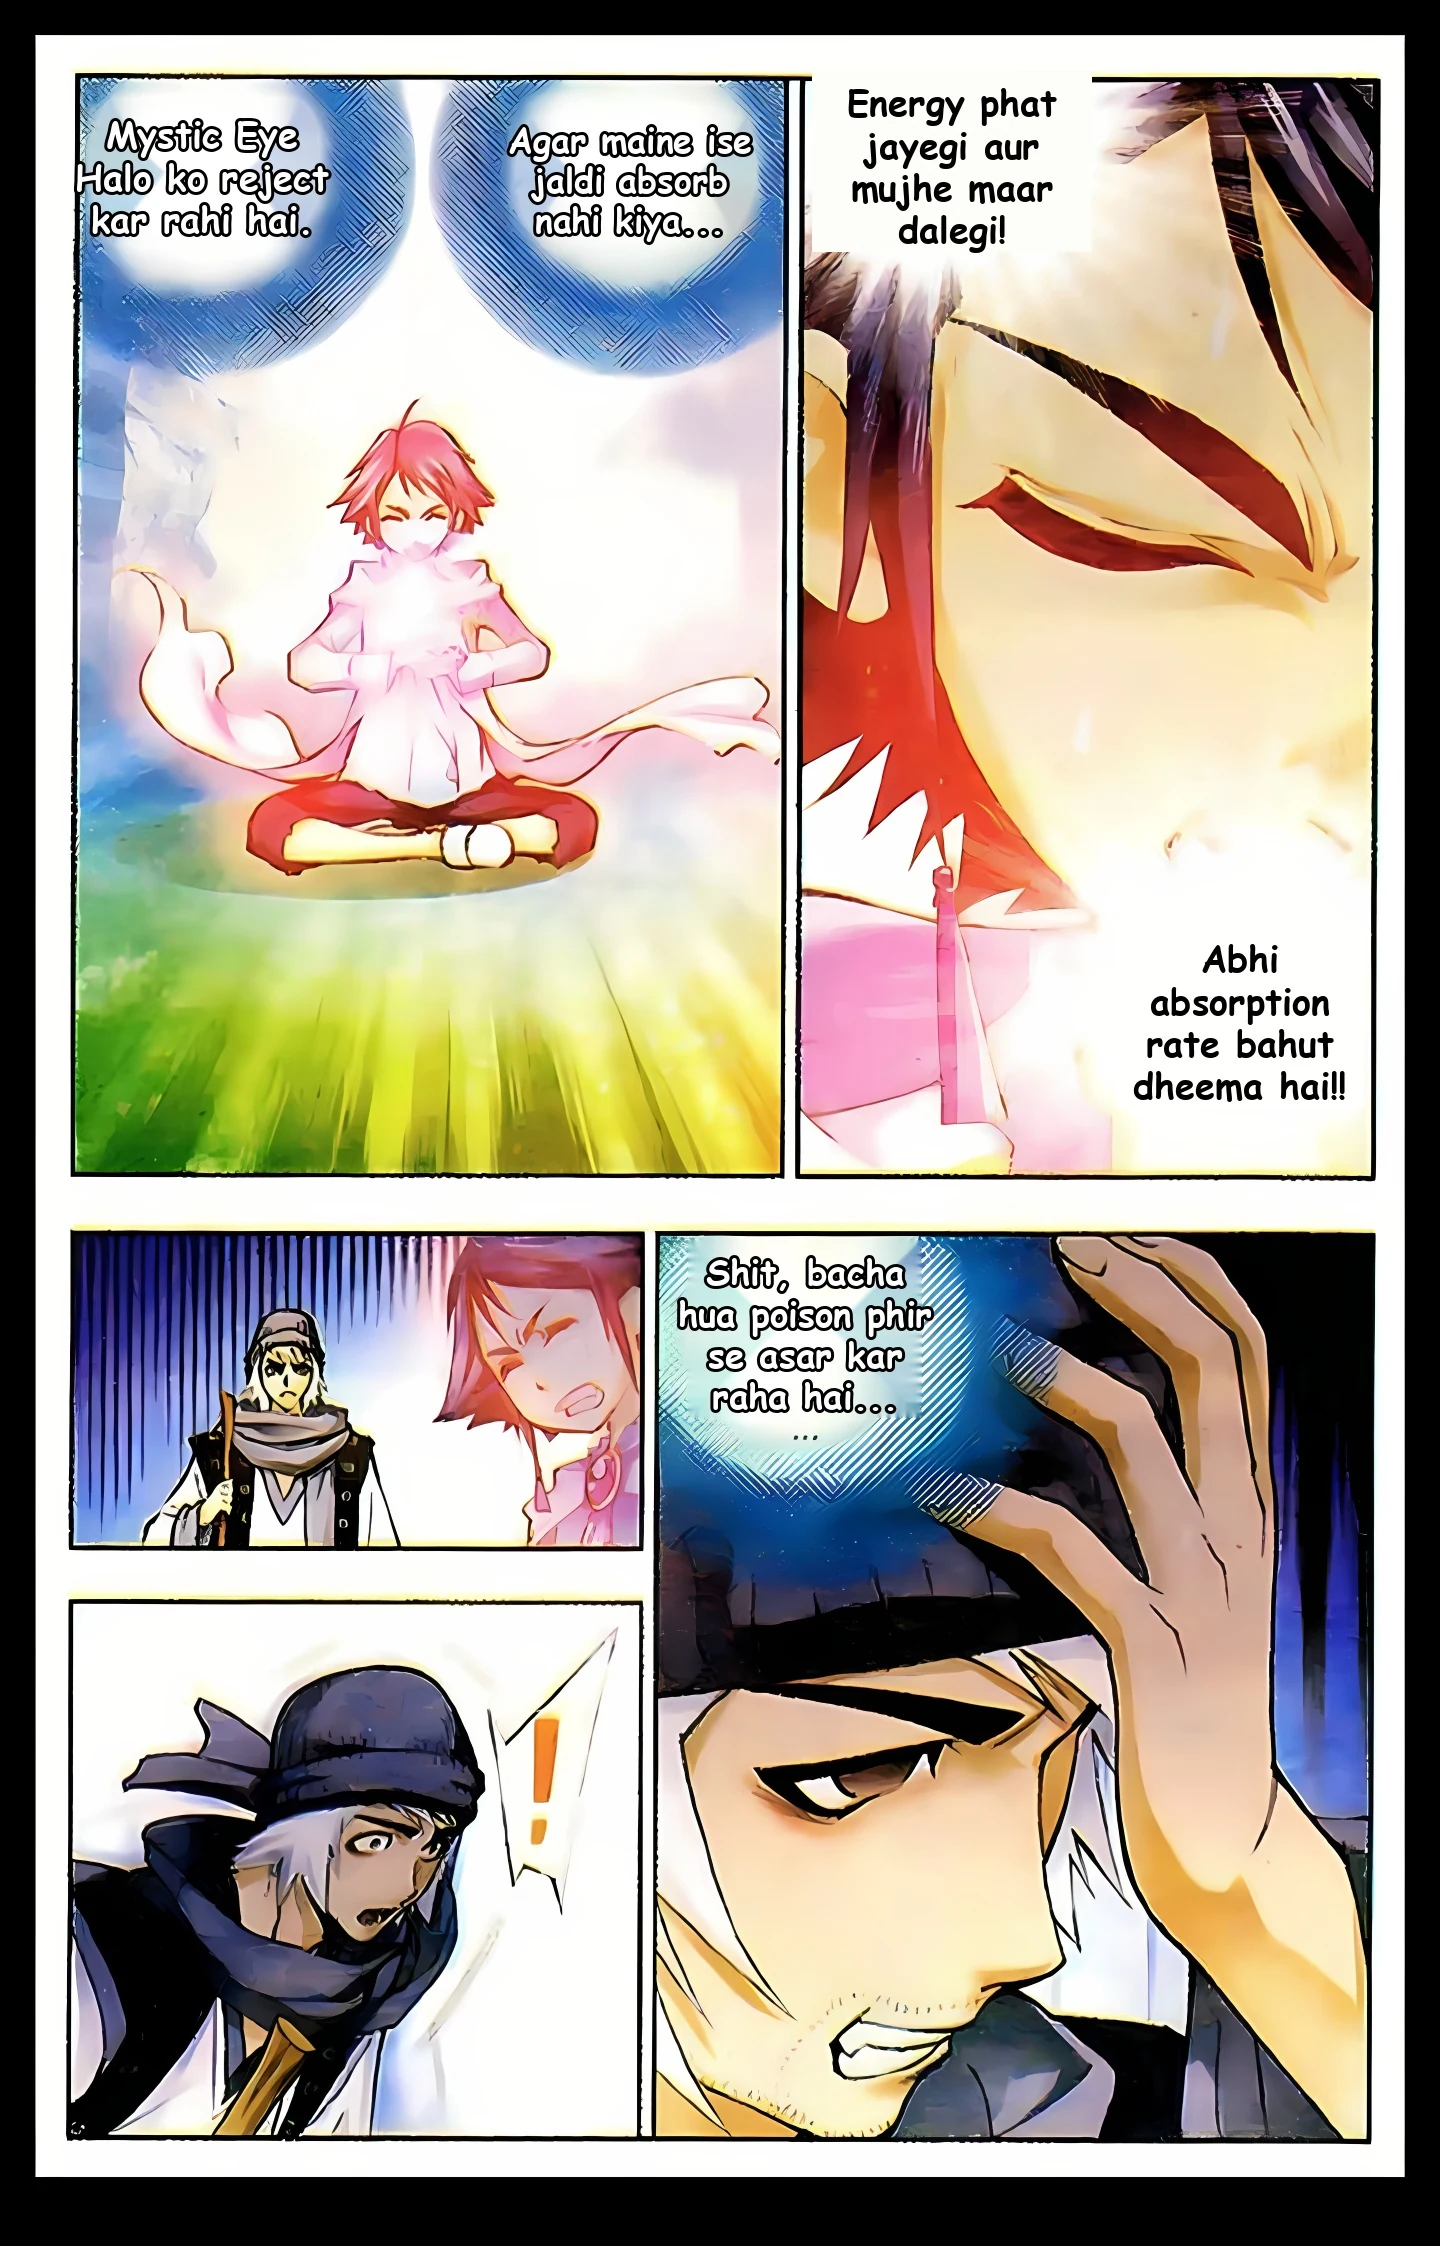 Mystic Eye
Halo ko reject
kar rahi hai.
Agar maine ise
jaldi absorb
nahi kiya...
Energy phat
jayegi aur
mujhe maar
dalegi!
Abhi
absorption
rate bahut
dheema hai!!
Shit, bacha
hua poison phir
se asar kar
raha hai...
...
!